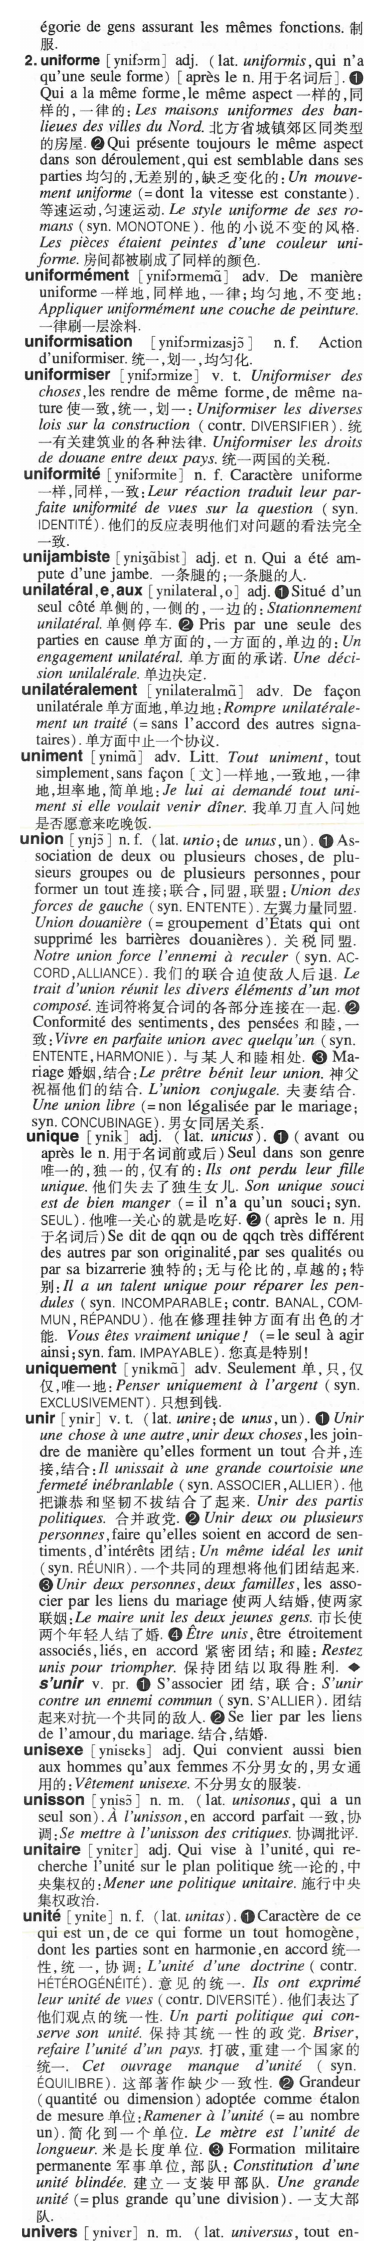 égorie de gens assurant les mêmes fonctions. 制
服.
2. uniforme [ynifɔrm] adj. (lat. uniformis, qui n'a
qu'une seule forme) [après le n. 用于名词后]. ❶
Qui a la même forme, le même aspect 一样的,同
样的,一律的: Les maisons uniformes des ban-
lieues des villes du Nord. 北方省城镇郊区同类型
的房屋. ❷ Qui présente toujours le même aspect
dans son déroulement, qui est semblable dans ses
parties 均匀的,无差别的,缺乏变化的: Un mouve-
ment uniforme (= dont la vitesse est constante).
等速运动,匀速运动. Le style uniforme de ses ro-
mans (syn. MONOTONE). 他的小说不变的风格.
Les pièces étaient peintes d'une couleur uni-
forme. 房间都被刷成了同样的颜色.
uniformément [ynifɔrmemɑ̃] adv. De manière
uniforme 一样地,同样地,一律;均匀地,不变地:
Appliquer uniformément une couche de peinture.
一律刷一层涂料.
uniformisation [ynifɔrmizasjɔ̃] n. f. Action
d'uniformiser. 统一,划一,均匀化.
uniformiser [ynifɔrmize] v. t. Uniformiser des
choses, les rendre de même forme, de même na-
ture 使一致,统一,划一: Uniformiser les diverses
lois sur la construction (contr. DIVERSIFIER). 统
一有关建筑业的各种法律. Uniformiser les droits
de douane entre deux pays. 统一两国的关税.
uniformité [ynifɔrmite] n. f. Caractère uniforme
一样,同样,一致: Leur réaction traduit leur par-
faite uniformité de vues sur la question (syn.
IDENTITÉ). 他们的反应表明他们对问题的看法完全
一致.
unijambiste [yniʒɑ̃bist] adj. et n. Qui a été am-
pute d'une jambe. 一条腿的;一条腿的人.
unilatéral, e, aux [ynilateral, o] adj. ❶ Situé d'un
seul côté 单侧的,一侧的,一边的: Stationnement
unilatéral. 单侧停车. ❷ Pris par une seule des
parties en cause 单方面的,一方面的,单边的: Un
engagement unilatéral. 单方面的承诺. Une déci-
sion unilatérale. 单边决定.
unilatéralement [ynilateralmɑ̃] adv. De façon
unilatérale 单方面地,单边地: Rompre unilatérale-
ment un traité (= sans l'accord des autres signa-
taires). 单方面中止一个协议.
uniment [ynimɑ̃] adv. Litt. Tout uniment, tout
simplement, sans façon [文]一样地,一致地,一律
地,坦率地,简单地: Je lui ai demandé tout uni-
ment si elle voulait venir dîner. 我单刀直入问她
是否愿意来吃晚饭.
union [ynjɔ̃] n. f. (lat. unio; de unus, un). ❶ As-
sociation de deux ou plusieurs choses, de plu-
sieurs groupes ou de plusieurs personnes, pour
former un tout 连接;联合,同盟,联盟: Union des
forces de gauche (syn. ENTENTE). 左翼力量同盟.
Union douanière (= groupement d'États qui ont
supprimé les barrières douanières). 关税同盟.
Notre union force l'ennemi à reculer (syn. AC-
CORD, ALLIANCE). 我们的联合迫使敌人后退. Le
trait d'union réunit les divers éléments d'un mot
composé. 连词符将复合词的各部分连接在一起. ❷
Conformité des sentiments, des pensées 和睦,一
致: Vivre en parfaite union avec quelqu'un (syn.
ENTENTE, HARMONIE). 与某人和睦相处. ❸ Ma-
riage 婚姻,结合: Le prêtre bénit leur union. 神父
祝福他们的结合. L'union conjugale. 夫妻结合.
Une union libre (= non légalisée par le mariage;
syn. CONCUBINAGE). 男女同居关系.
unique [ynik] adj. (lat. unicus). ❶ (avant ou
après le n. 用于名词前或后) Seul dans son genre
唯一的,独一的,仅有的: Ils ont perdu leur fille
unique. 他们失去了独生女儿. Son unique souci
est de bien manger (= il n'a qu'un souci; syn.
SEUL). 他唯一关心的就是吃好. ❷ (après le n. 用
于名词后) Se dit de qqn ou de qqch très différent
des autres par son originalité, par ses qualités ou
par sa bizarrerie 独特的;无与伦比的,卓越的;特
别: Il a un talent unique pour réparer les pen-
dules (syn. INCOMPARABLE; contr. BANAL, COM-
MUN, RÉPANDU). 他在修理挂钟方面有出色的才
能. Vous êtes vraiment unique! (= le seul à agir
ainsi; syn. fam. IMPAYABLE). 您真是特别!
uniquement [ynikmɑ̃] adv. Seulement 单,只,仅
仅,唯一地: Penser uniquement à l'argent (syn.
EXCLUSIVEMENT). 只想到钱.
unir [ynir] v. t. (lat. unire; de unus, un). ❶ Unir
une chose à une autre, unir deux choses, les join-
dre de manière qu'elles forment un tout 合并,连
接,结合: Il unissait à une grande courtoisie une
fermeté inébranlable (syn. ASSOCIER, ALLIER). 他
把谦恭和坚韧不拔结合了起来. Unir des partis
politiques. 合并政党. ❷ Unir deux ou plusieurs
personnes, faire qu'elles soient en accord de sen-
timents, d'intérêts 团结: Un même idéal les unit
(syn. RÉUNIR). 一个共同的理想将他们团结起来.
❸ Unir deux personnes, deux familles, les asso-
cier par les liens du mariage 使两人结婚,使两家
联姻: Le maire unit les deux jeunes gens. 市长使
两个年轻人结了婚. ❹ Être unis, être étroitement
associés, liés, en accord 紧密团结;和睦: Restez
unis pour triompher. 保持团结以取得胜利. ◆
s'unir v. pr. ❶ S'associer 团结,联合: S'unir
contre un ennemi commun (syn. S'ALLIER). 团结
起来对抗一个共同的敌人. ❷ Se lier par les liens
de l'amour, du mariage. 结合,结婚.
unisexe [yniseks] adj. Qui convient aussi bien
aux hommes qu'aux femmes 不分男女的,男女通
用的: Vêtement unisexe. 不分男女的服装.
unisson [ynisɔ̃] n. m. (lat. unisonus, qui a un
seul son). À l'unisson, en accord parfait 一致,协
调: Se mettre à l'unisson des critiques. 协调批评.
unitaire [yniter] adj. Qui vise à l'unité, qui re-
cherche l'unité sur le plan politique 统一论的,中
央集权的: Mener une politique unitaire. 施行中央
集权政治.
unité [ynite] n. f. (lat. unitas). ❶ Caractère de ce
qui est un, de ce qui forme un tout homogène,
dont les parties sont en harmonie, en accord 统一
性,统一,协调: L'unité d'une doctrine (contr.
HÉTÉROGÉNÉITÉ). 意见的统一. Ils ont exprimé
leur unité de vues (contr. DIVERSITÉ). 他们表达了
他们观点的统一性. Un parti politique qui con-
serve son unité. 保持其统一性的政党. Briser,
refaire l'unité d'un pays. 打破,重建一个国家的
统一. Cet ouvrage manque d'unité (syn.
ÉQUILIBRE). 这部著作缺少一致性. ❷ Grandeur
(quantité ou dimension) adoptée comme étalon
de mesure 单位: Ramener à l'unité (= au nombre
un). 简化到一个单位. Le mètre est l'unité de
longueur. 米是长度单位. ❸ Formation militaire
permanente 军事单位,部队: Constitution d'une
unité blindée. 建立一支装甲部队. Une grande
unité (= plus grande qu'une division). 一支大部
队.
univers [yniver] n. m. (lat. universus, tout en-